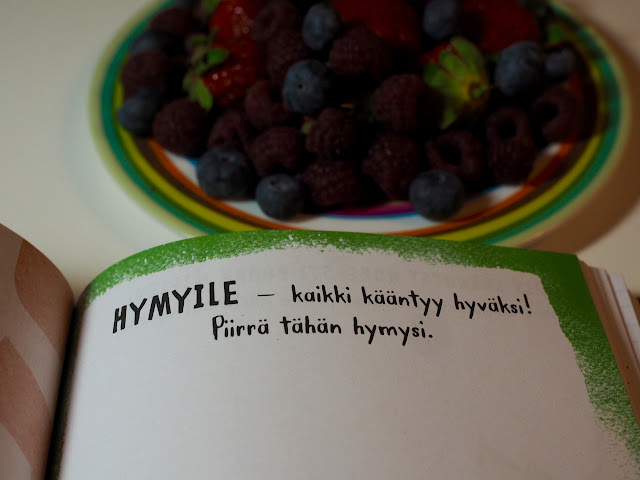 HYMYILE – kaikki kääntyy hyväksi!
Piirrä tähän hymysi.